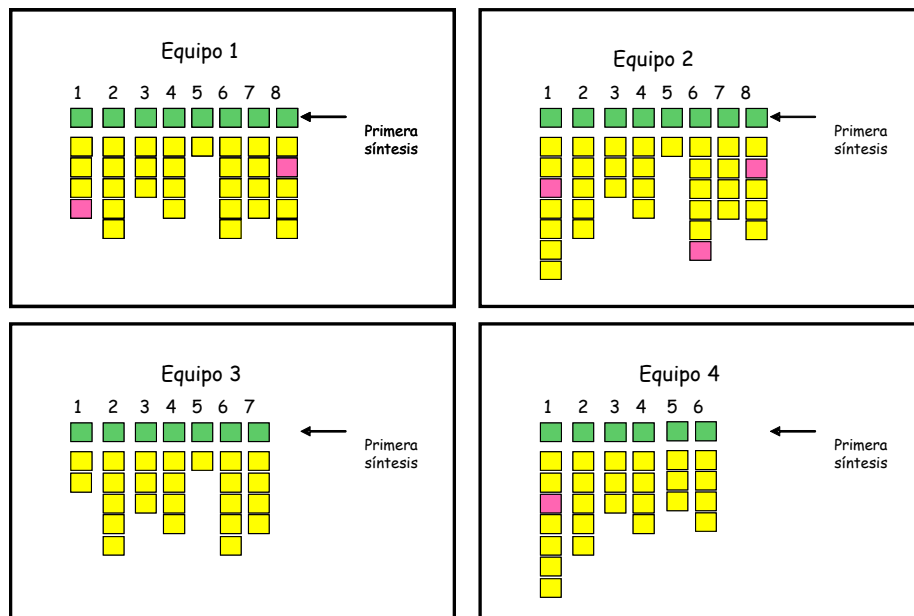 Equipo 1
1 2 3 4 5 6 7 8
Primera
síntesis
Equipo 2
1 2 3 4 5 6 7 8
Primera
síntesis
Equipo 3
1 2 3 4 5 6 7
Primera
síntesis
Equipo 4
1 2 3 4 5 6
Primera
síntesis